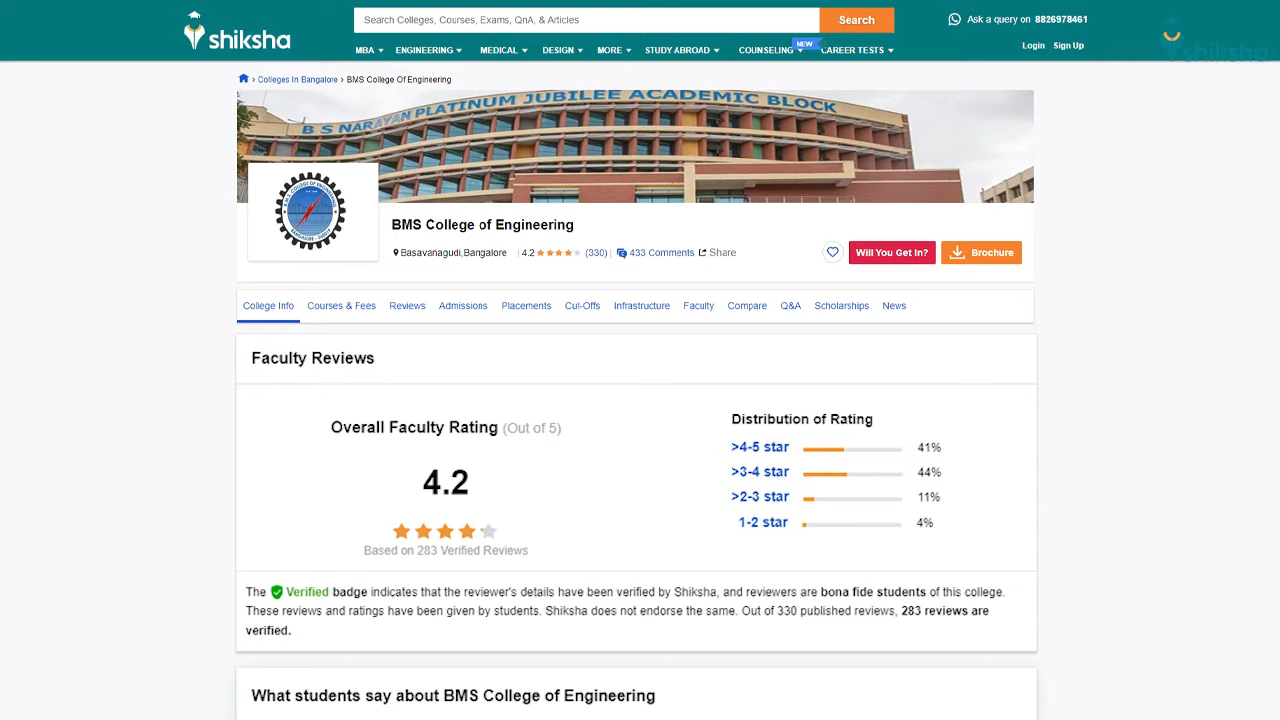 shiksha
Search Colleges, Courses, Exams, QnA, & Articles
Search
Ask a query on 8826978461
Login Sign Up
MBA ENGINEERING MEDICAL DESIGN MORE STUDY ABROAD COUNSELING NEW CAREER TESTS
shiksha
› Colleges In Bangalore › BMS College Of Engineering
B S NARAYAN PLATINUM JUBILEE ACADEMIC BLOCK
BMS College of Engineering
Basavanagudi,Bangalore | 4.2 (330) | 433 Comments Share
Will You Get In? Brochure
College Info Courses & Fees Reviews Admissions Placements Cut-Offs Infrastructure Faculty Compare Q&A Scholarships News
Faculty Reviews
Overall Faculty Rating (Out of 5)
4.2
Based on 283 Verified Reviews
Distribution of Rating
>4-5 star 41%
>3-4 star 44%
>2-3 star 11%
1-2 star 4%
The Verified badge indicates that the reviewer's details have been verified by Shiksha, and reviewers are bona fide students of this college.
These reviews and ratings have been given by students. Shiksha does not endorse the same. Out of 330 published reviews, 283 reviews are
verified.
What students say about BMS College of Engineering